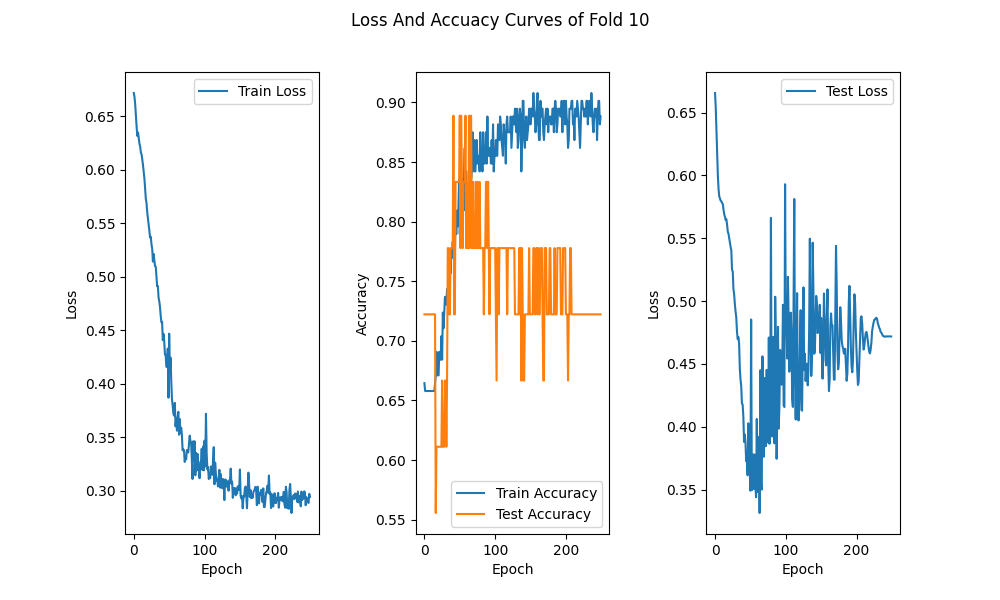 Loss And Accuacy Curves of Fold 10
Train Loss
0.65
0.60
0.55
0.50
0.45
0.40
0.35
0.30
Loss
0 100 200
Epoch
0.90
0.85
0.80
0.75
0.70
0.65
0.60
0.55
Accuracy
Train Accuracy
Test Accuracy
0 100 200
Epoch
Test Loss
0.65
0.60
0.55
0.50
0.45
0.40
0.35
Loss
0 100 200
Epoch